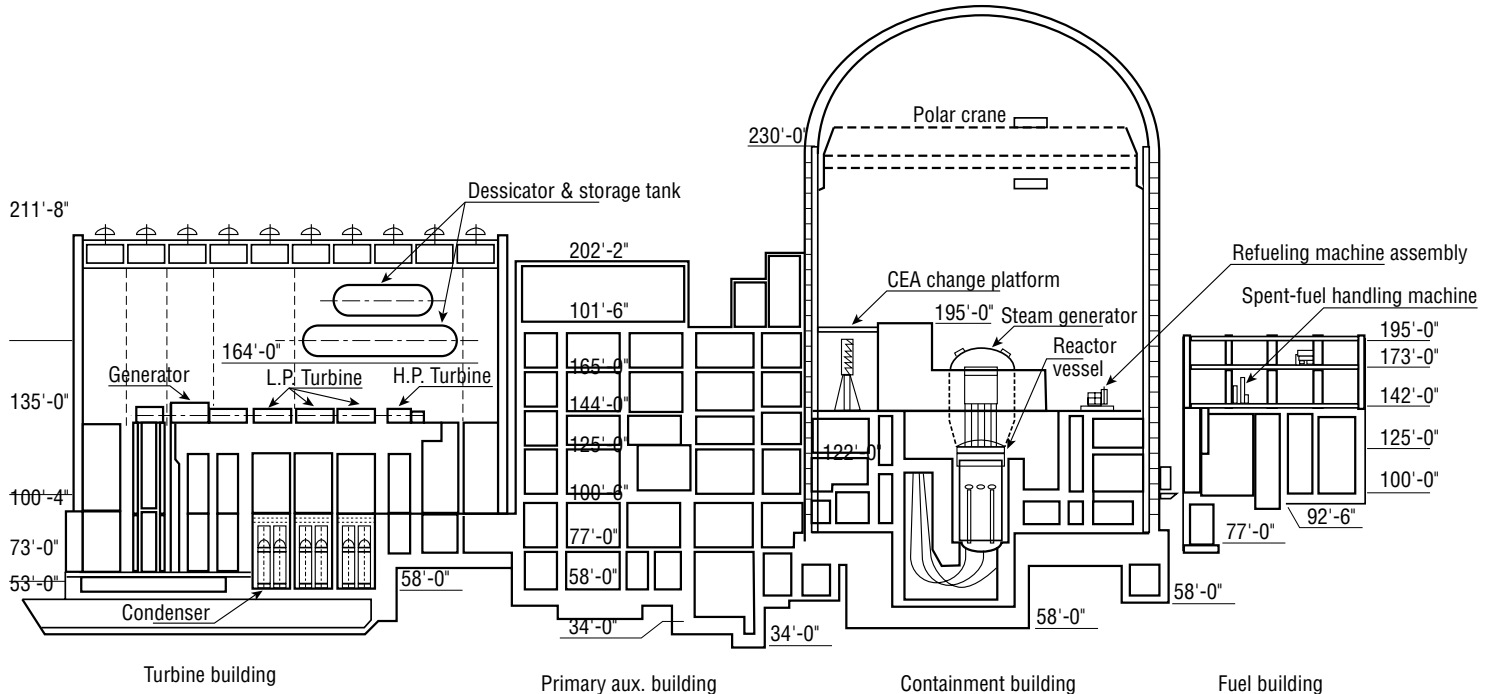 Polar crane
230'-0"
Dessicator & storage tank
211'-8"
202'-2"
Refueling machine assembly
CEA change platform
Spent-fuel handling machine
101'-6"
195'-0"
Steam generator
195'-0"
164'-0"
Reactor
vessel
173'-0"
Generator
L.P. Turbine
H.P. Turbine
165'-0"
135'-0"
144'-0"
142'-0"
125'-0"
122'-0"
125'-0"
100'-4"
100'-6"
100'-0"
92'-6"
73'-0"
77'-0"
77'-0"
53'-0"
58'-0"
58'-0"
58'-0"
Condenser
34'-0"
34'-0"
58'-0"
Turbine building
Primary aux. building
Containment building
Fuel building